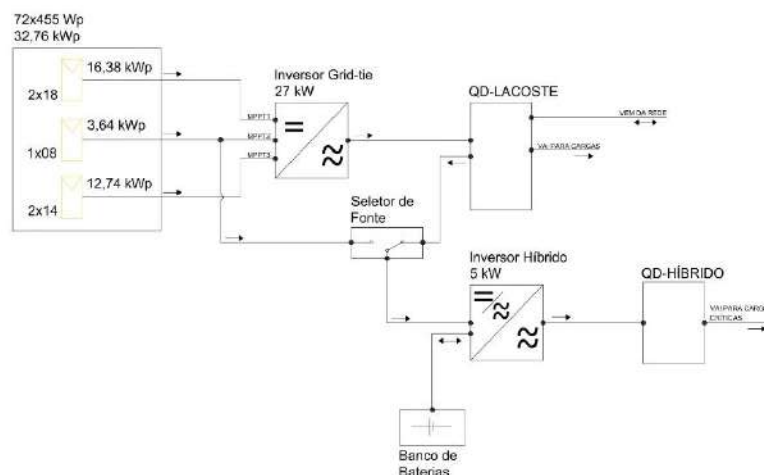 72x455 Wp
32,76 kWp
16,38 kWp
2x18
3,64 kWp
1x08
12,74 kWp
2x14
Inversor Grid-tie
27 kW
MPPT1
MPPT2
MPPT3
QD-LACOSTE
VEM DA REDE
VAI PARA CARGAS
Seletor de
Fonte
Inversor Híbrido
5 kW
QD-HÍBRIDO
VAI PARA CARG
CRÍTICAS
Banco de
Baterias